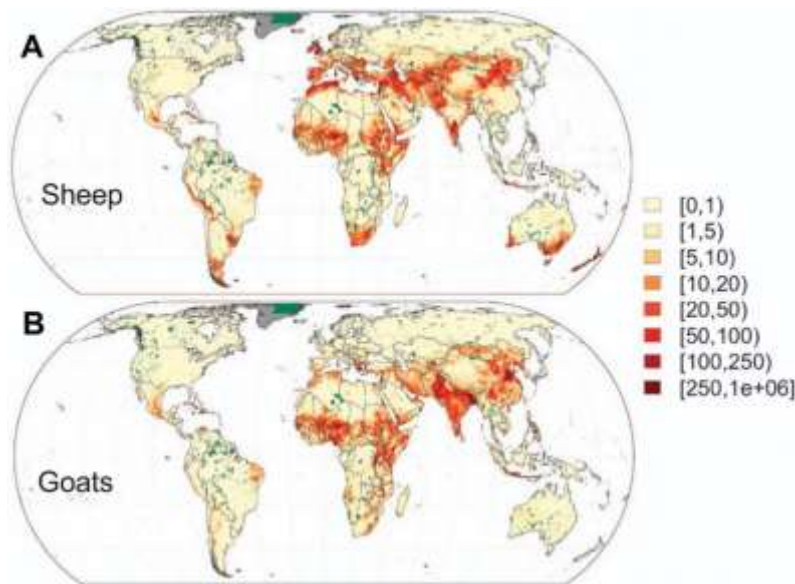 A
Sheep
[0,1)
[1,5)
[5,10)
[10,20)
[20,50)
[50,100)
[100,250)
[250,1e+06]
B
Goats